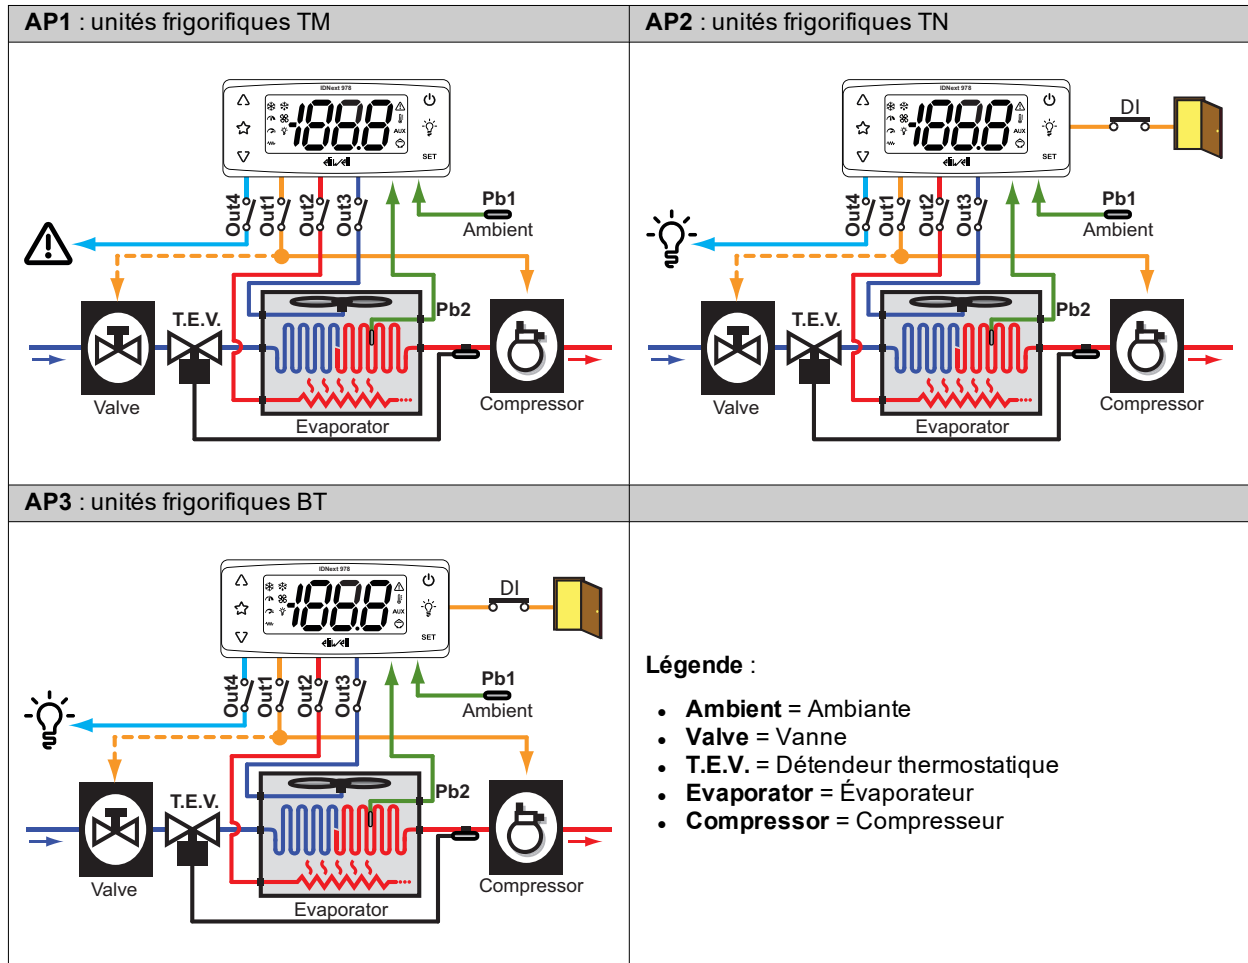 AP1 : unités frigorifiques TM
IDNext 978
-188.8
AUX
SET
eliwell
Out4
Out1
Out2
Out3
Pb1
Ambient
T.E.V.
Pb2
Valve
Evaporator
Compressor
AP2 : unités frigorifiques TN
IDNext 978
-188.8
AUX
SET
eliwell
DI
Out4
Out1
Out2
Out3
Pb1
Ambient
T.E.V.
Pb2
Valve
Evaporator
Compressor
AP3 : unités frigorifiques BT
IDNext 978
-188.8
AUX
SET
eliwell
DI
Out4
Out1
Out2
Out3
Pb1
Ambient
T.E.V.
Pb2
Valve
Evaporator
Compressor
Légende :
• Ambient = Ambiante
• Valve = Vanne
• T.E.V. = Détendeur thermostatique
• Evaporator = Évaporateur
• Compressor = Compresseur